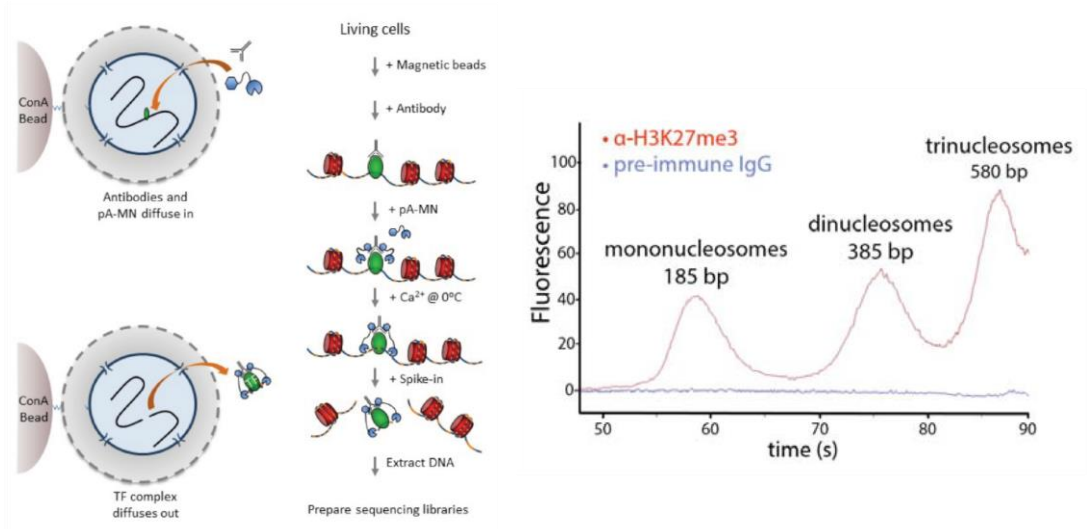 ConA
Bead
Antibodies and
pA-MN diffuse in
ConA
Bead
TF complex
diffuses out
Living cells
+ Magnetic beads
+ Antibody
+ pA-MN
+ Ca²⁺ @ 0°C
+ Spike-in
Extract DNA
Prepare sequencing libraries
• α-H3K27me3
• pre-immune IgG
trinucleosomes
580 bp
dinucleosomes
385 bp
mononucleosomes
185 bp
Fluorescence
100
80
60
40
20
0
50 60 70 80 90
time (s)